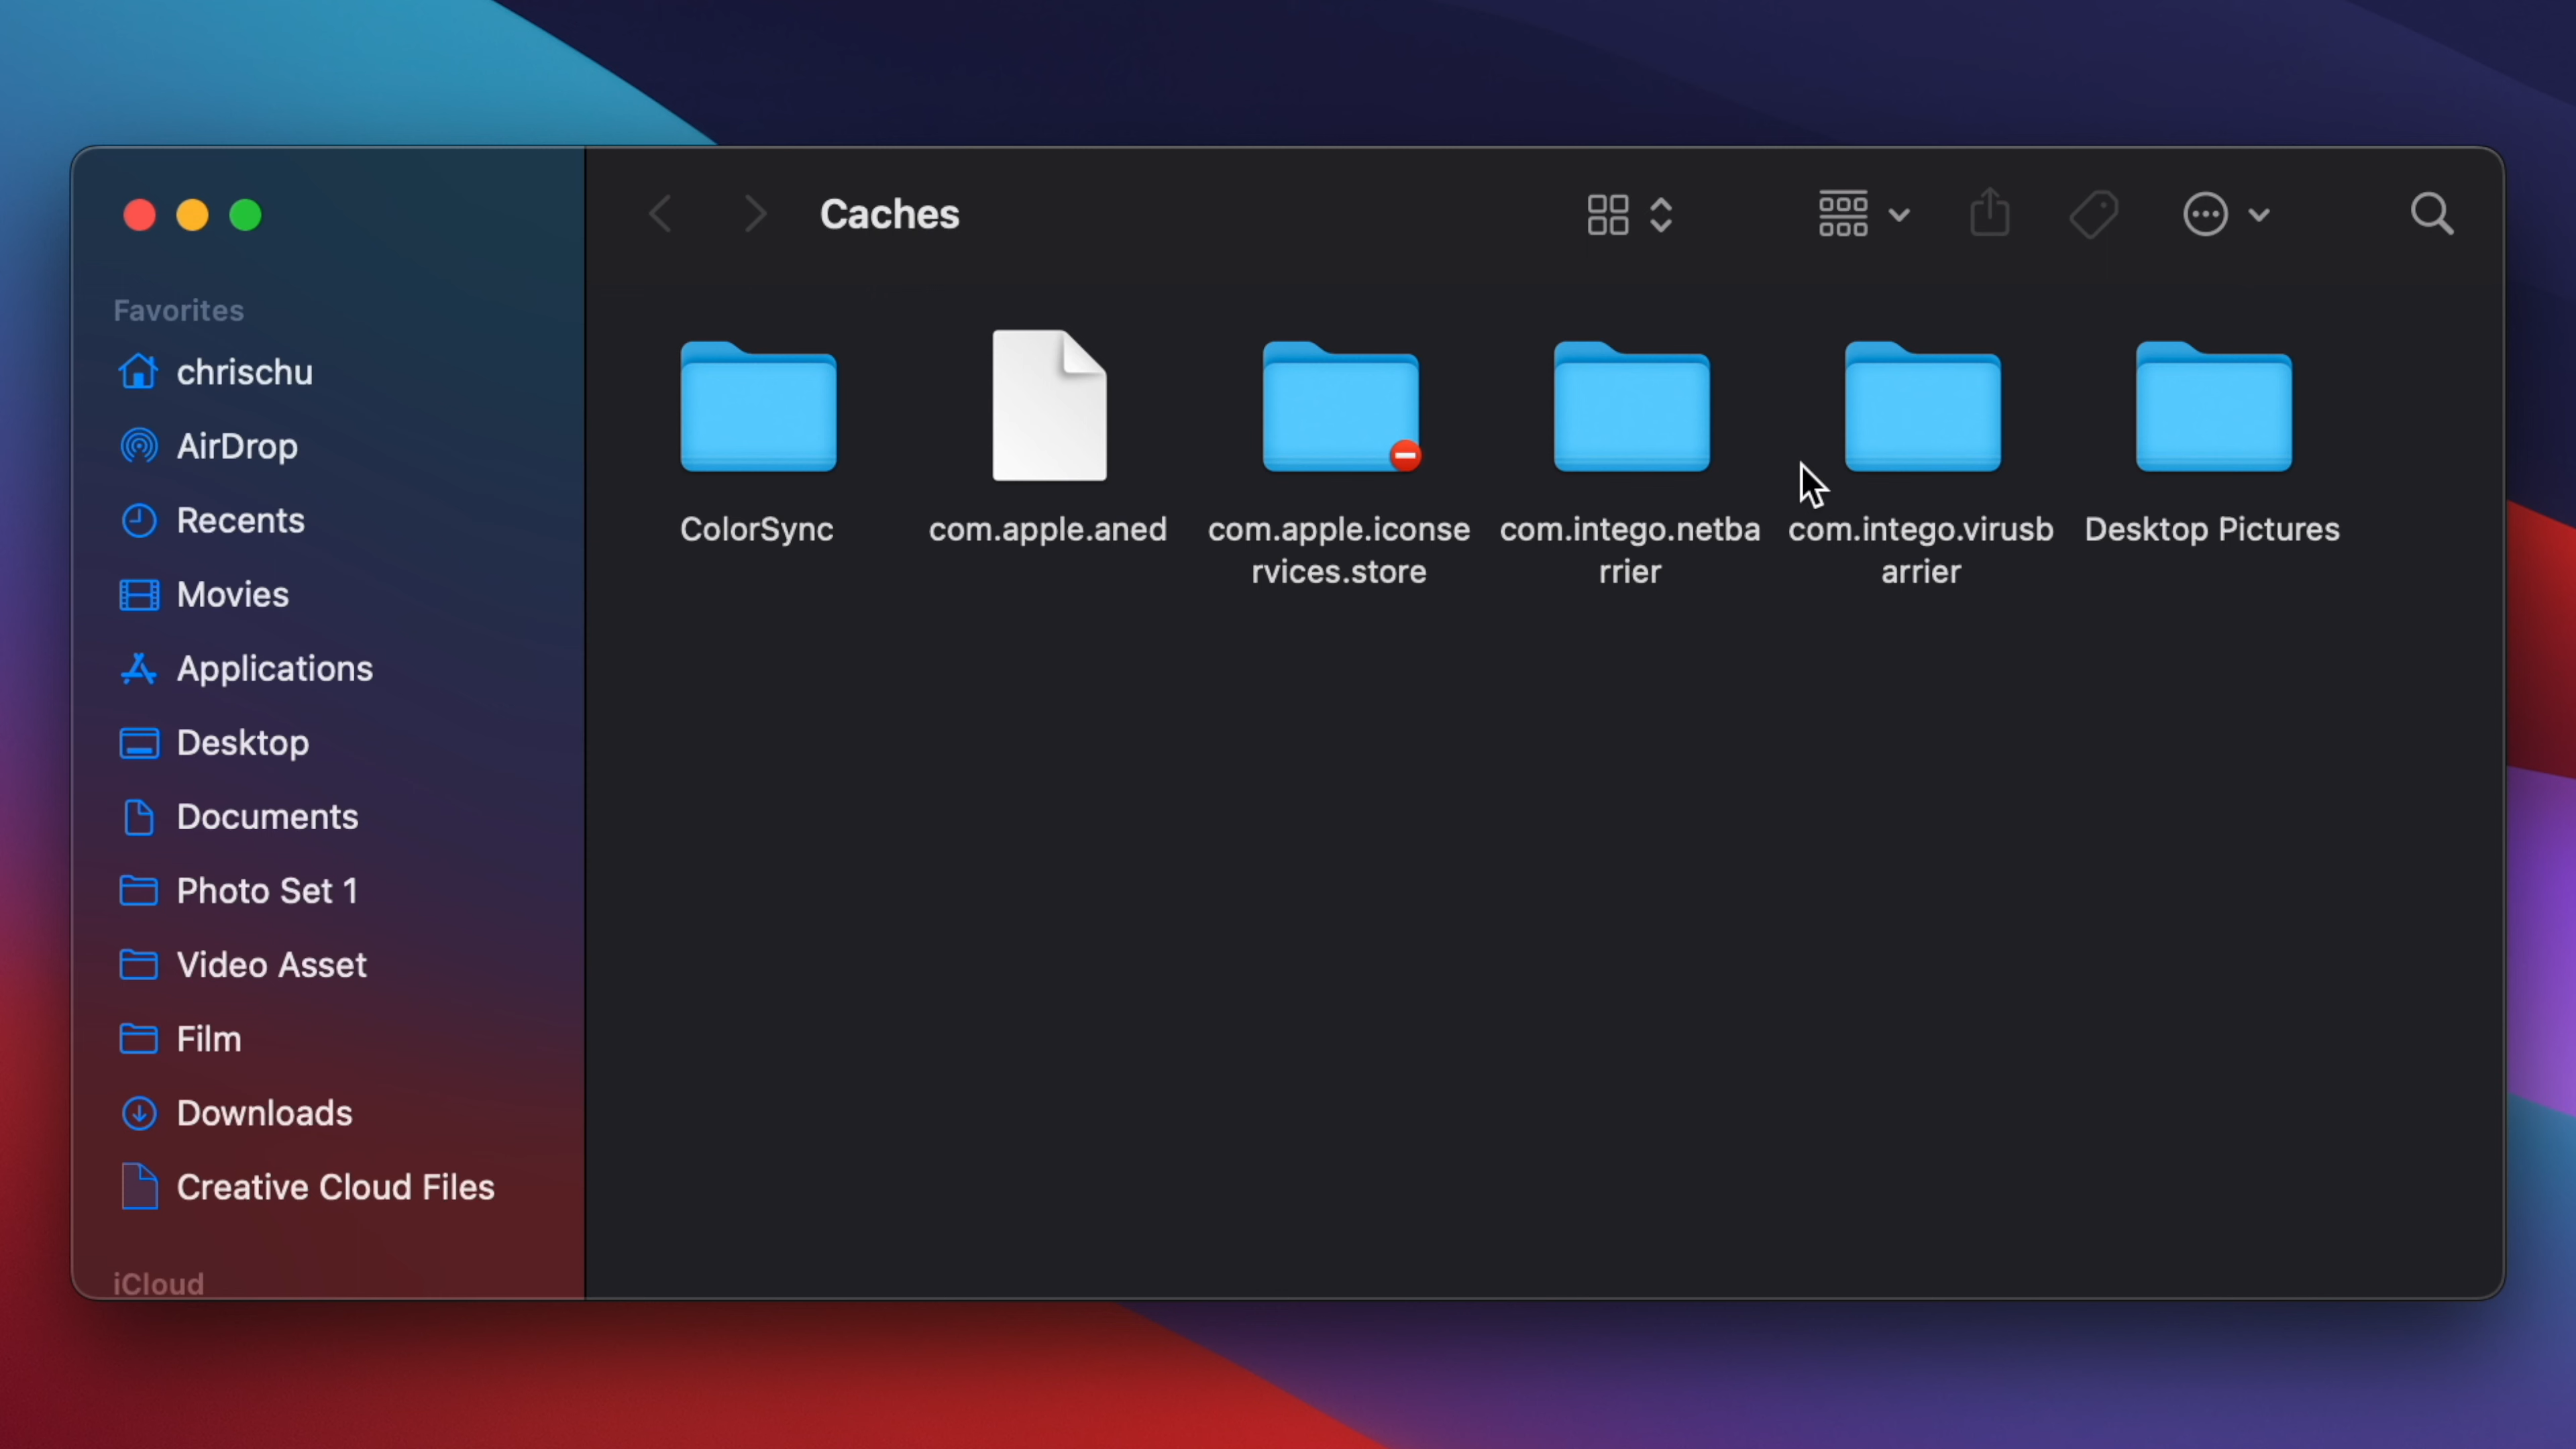 Caches
Favorites
chrischu
AirDrop
Recents
Movies
Applications
Desktop
Documents
Photo Set 1
Video Asset
Film
Downloads
Creative Cloud Files
iCloud
ColorSync
com.apple.aned
com.apple.iconse
rvices.store
com.intego.netba
rrier
com.intego.virusb
arrier
Desktop Pictures